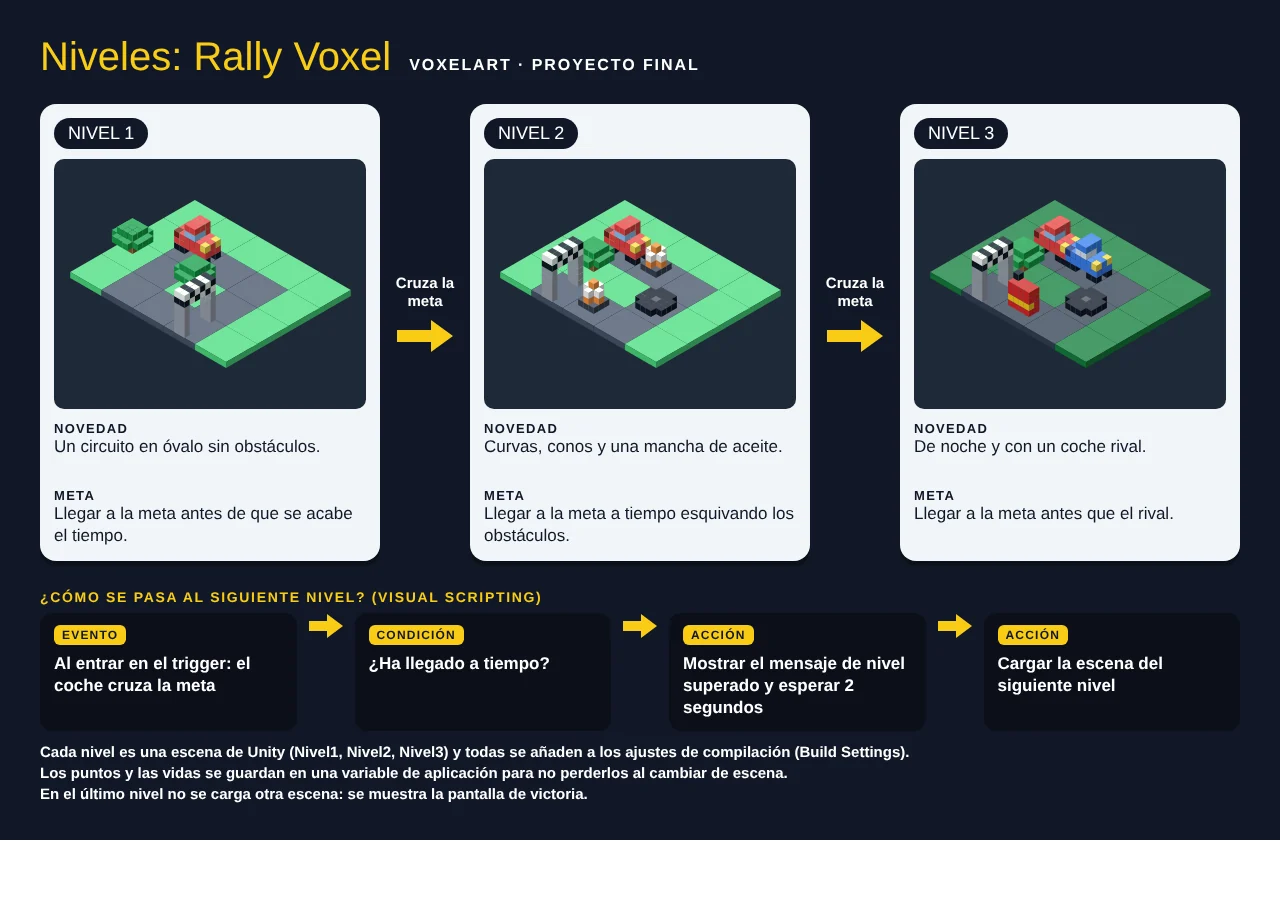 Niveles: Rally Voxel VOXELART · PROYECTO FINAL
NIVEL 1
NOVEDAD
Un circuito en óvalo sin obstáculos.
META
Llegar a la meta antes de que se acabe
el tiempo.
Cruza la
meta
NIVEL 2
NOVEDAD
Curvas, conos y una mancha de aceite.
META
Llegar a la meta a tiempo esquivando los
obstáculos.
Cruza la
meta
NIVEL 3
NOVEDAD
De noche y con un coche rival.
META
Llegar a la meta antes que el rival.
¿CÓMO SE PASA AL SIGUIENTE NIVEL? (VISUAL SCRIPTING)
EVENTO
Al entrar en el trigger: el
coche cruza la meta
CONDICIÓN
¿Ha llegado a tiempo?
ACCIÓN
Mostrar el mensaje de nivel
superado y esperar 2
segundos
ACCIÓN
Cargar la escena del
siguiente nivel
Cada nivel es una escena de Unity (Nivel1, Nivel2, Nivel3) y todas se añaden a los ajustes de compilación (Build Settings).
Los puntos y las vidas se guardan en una variable de aplicación para no perderlos al cambiar de escena.
En el último nivel no se carga otra escena: se muestra la pantalla de victoria.